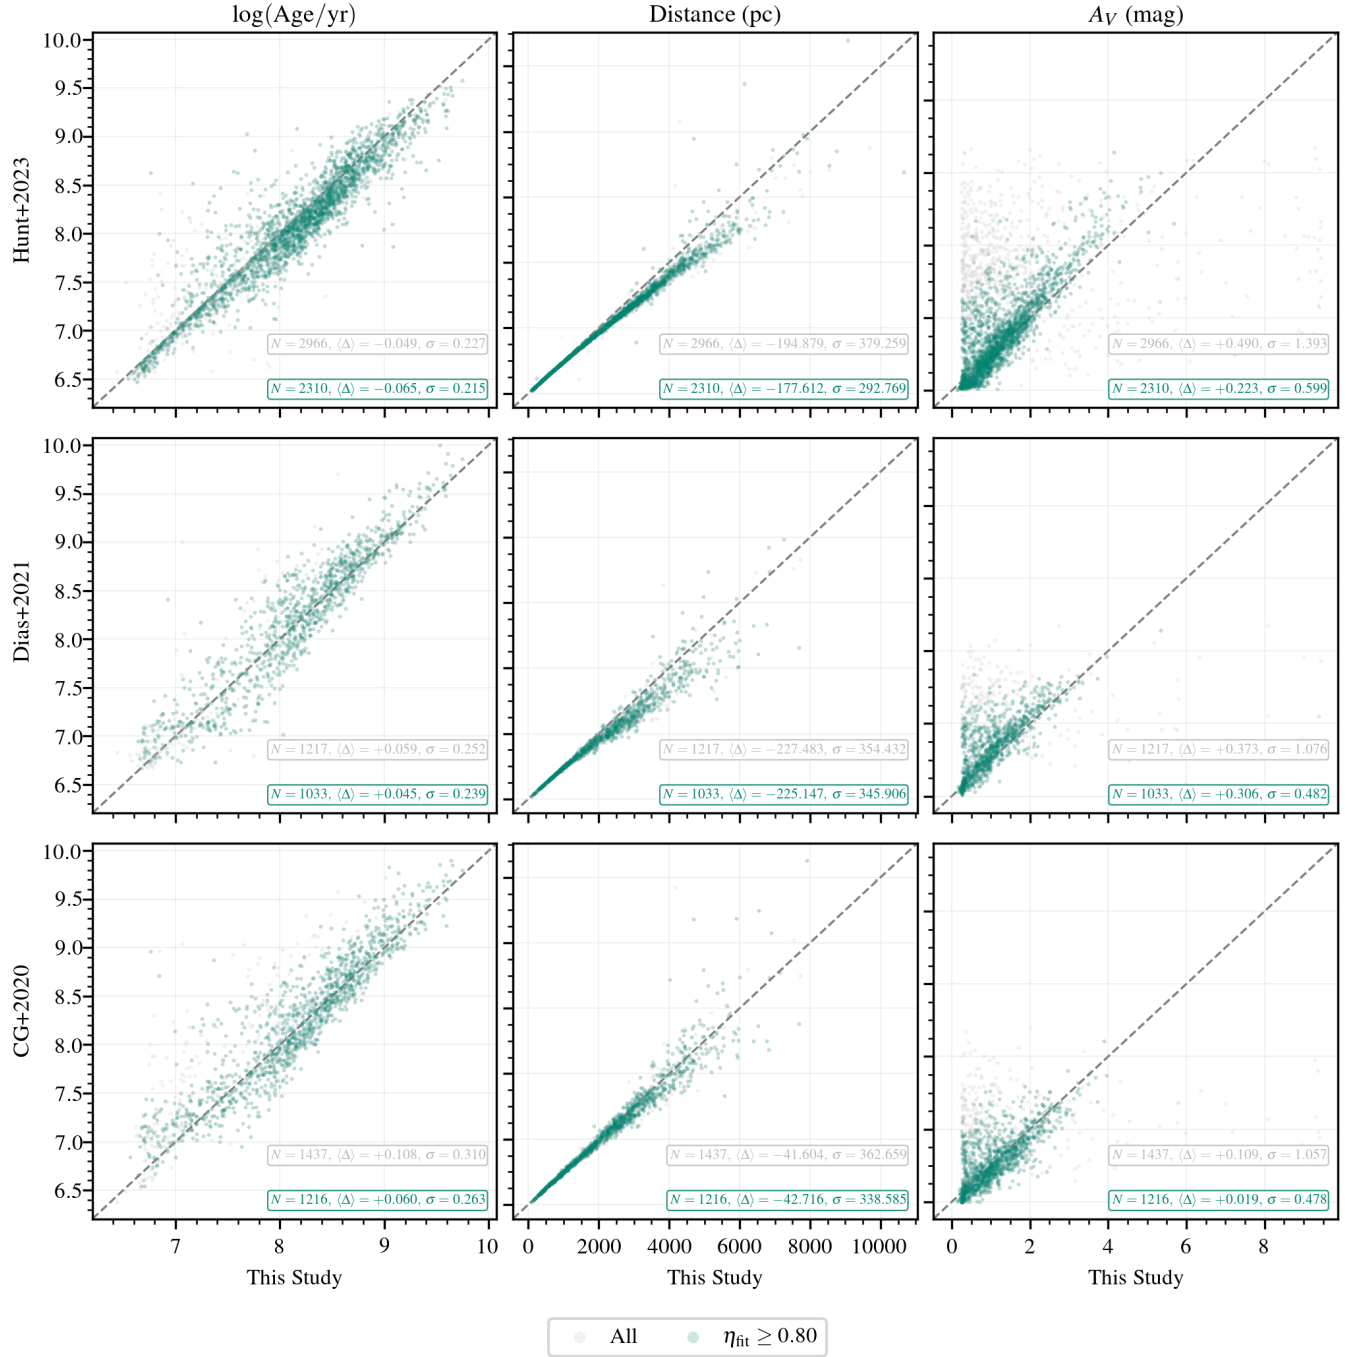 log(Age/yr) Distance (pc) A_V (mag)
Hunt+2023
10.0
9.5
9.0
8.5
8.0
7.5
7.0
6.5
N = 2966, ⟨Δ⟩ = −0.049, σ = 0.227
N = 2310, ⟨Δ⟩ = −0.065, σ = 0.215
N = 2966, ⟨Δ⟩ = −194.879, σ = 379.259
N = 2310, ⟨Δ⟩ = −177.612, σ = 292.769
N = 2966, ⟨Δ⟩ = +0.490, σ = 1.393
N = 2310, ⟨Δ⟩ = +0.223, σ = 0.599
Dias+2021
10.0
9.5
9.0
8.5
8.0
7.5
7.0
6.5
N = 1217, ⟨Δ⟩ = +0.059, σ = 0.252
N = 1033, ⟨Δ⟩ = +0.045, σ = 0.239
N = 1217, ⟨Δ⟩ = −227.483, σ = 354.432
N = 1033, ⟨Δ⟩ = −225.147, σ = 345.906
N = 1217, ⟨Δ⟩ = +0.373, σ = 1.076
N = 1033, ⟨Δ⟩ = +0.306, σ = 0.482
CG+2020
10.0
9.5
9.0
8.5
8.0
7.5
7.0
6.5
N = 1437, ⟨Δ⟩ = +0.108, σ = 0.310
N = 1216, ⟨Δ⟩ = +0.060, σ = 0.263
N = 1437, ⟨Δ⟩ = −41.604, σ = 362.659
N = 1216, ⟨Δ⟩ = −42.716, σ = 338.585
N = 1437, ⟨Δ⟩ = +0.109, σ = 1.057
N = 1216, ⟨Δ⟩ = +0.019, σ = 0.478
7 8 9 10 0 2000 4000 6000 8000 10000 0 2 4 6 8
This Study This Study This Study
All η_fit ≥ 0.80